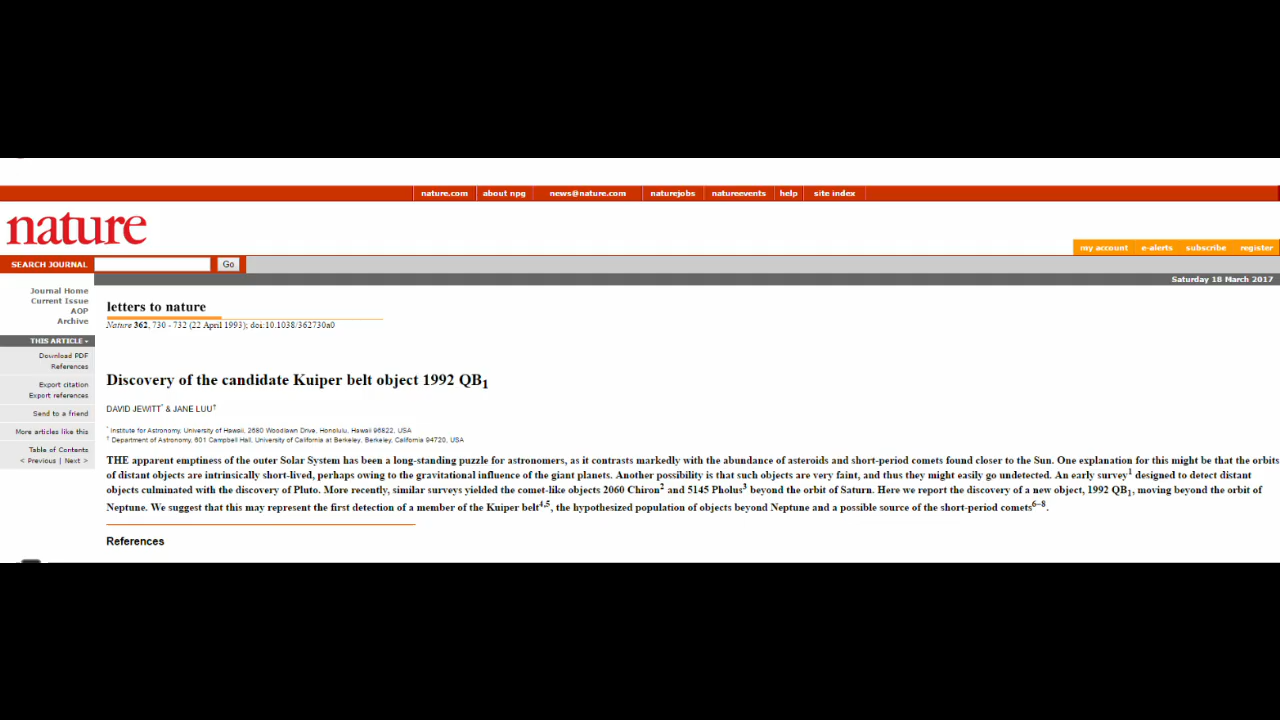 nature.com about npg news@nature.com naturejobs natureevents help site index
nature
my account e-alerts subscribe register
SEARCH JOURNAL Go
Saturday 18 March 2017
Journal Home
Current Issue
AOP
Archive
THIS ARTICLE
Download PDF
References
Export citation
Export references
Send to a friend
More articles like this
Table of Contents
< Previous | Next >
letters to nature
Nature 362, 730 - 732 (22 April 1993); doi:10.1038/362730a0
Discovery of the candidate Kuiper belt object 1992 QB1
DAVID JEWITT* & JANE LUU†
* Institute for Astronomy, University of Hawaii, 2680 Woodlawn Drive, Honolulu, Hawaii 96822, USA
† Department of Astronomy, 601 Campbell Hall, University of California at Berkeley, Berkeley, California 94720, USA
THE apparent emptiness of the outer Solar System has been a long-standing puzzle for astronomers, as it contrasts markedly with the abundance of asteroids and short-period comets found closer to the Sun. One explanation for this might be that the orbits
of distant objects are intrinsically short-lived, perhaps owing to the gravitational influence of the giant planets. Another possibility is that such objects are very faint, and thus they might easily go undetected. An early survey1 designed to detect distant
objects culminated with the discovery of Pluto. More recently, similar surveys yielded the comet-like objects 2060 Chiron2 and 5145 Pholus3 beyond the orbit of Saturn. Here we report the discovery of a new object, 1992 QB1, moving beyond the orbit of
Neptune. We suggest that this may represent the first detection of a member of the Kuiper belt4,5, the hypothesized population of objects beyond Neptune and a possible source of the short-period comets6–8.
References